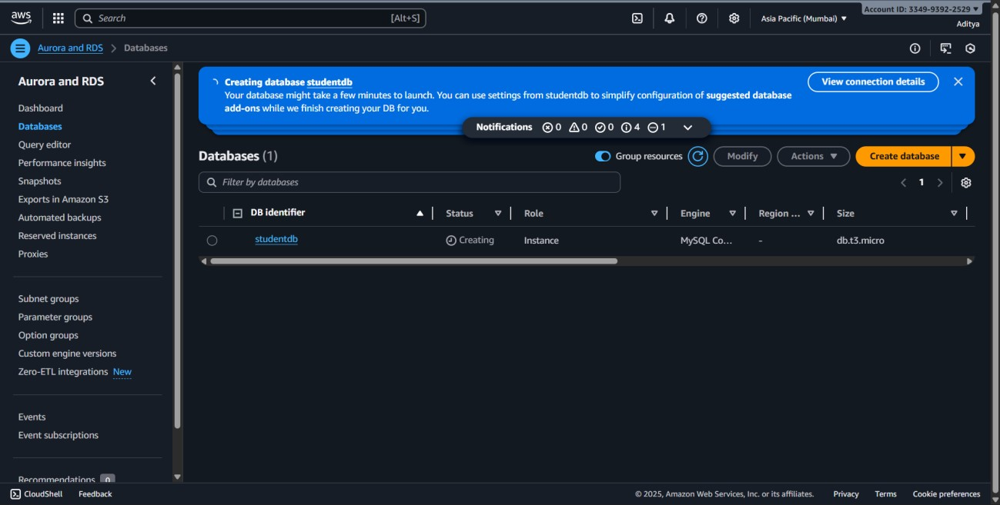 aws
Search [Alt+S]
Asia Pacific (Mumbai) ▼
Account ID: 3349-9392-2529 ▼
Aditya
Aurora and RDS > Databases
Aurora and RDS
Dashboard
Databases
Query editor
Performance insights
Snapshots
Exports in Amazon S3
Automated backups
Reserved instances
Proxies
Subnet groups
Parameter groups
Option groups
Custom engine versions
Zero-ETL integrations New
Events
Event subscriptions
Recommendations 0
Creating database studentdb
Your database might take a few minutes to launch. You can use settings from studentdb to simplify configuration of suggested database
add-ons while we finish creating your DB for you.
View connection details
Notifications 0 0 0 4 1
Databases (1)
Group resources
Modify
Actions ▼
Create database
Filter by databases
1
DB identifier Status Role Engine Region ... Size
studentdb Creating Instance MySQL Co... - db.t3.micro
CloudShell Feedback
© 2025, Amazon Web Services, Inc. or its affiliates. Privacy Terms Cookie preferences